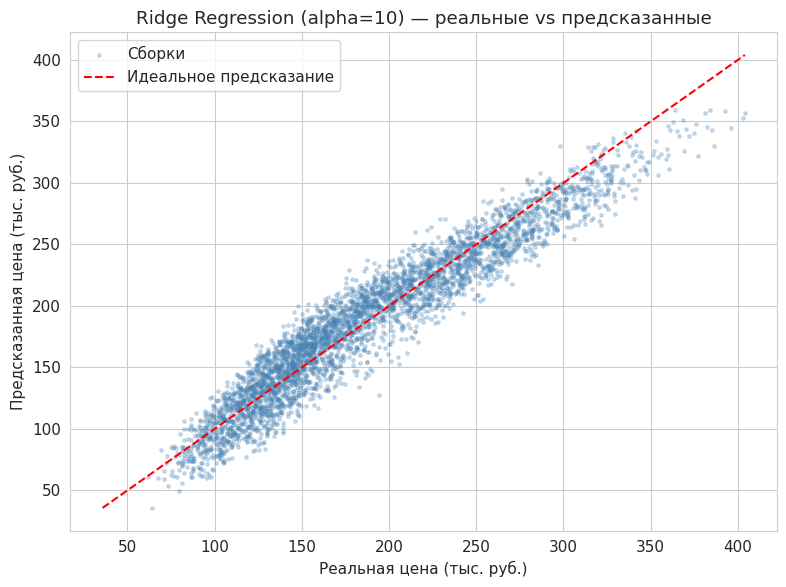 Ridge Regression (alpha=10) — реальные vs предсказанные
Сборки
Идеальное предсказание
Предсказанная цена (тыс. руб.)
400
350
300
250
200
150
100
50
50 100 150 200 250 300 350 400
Реальная цена (тыс. руб.)